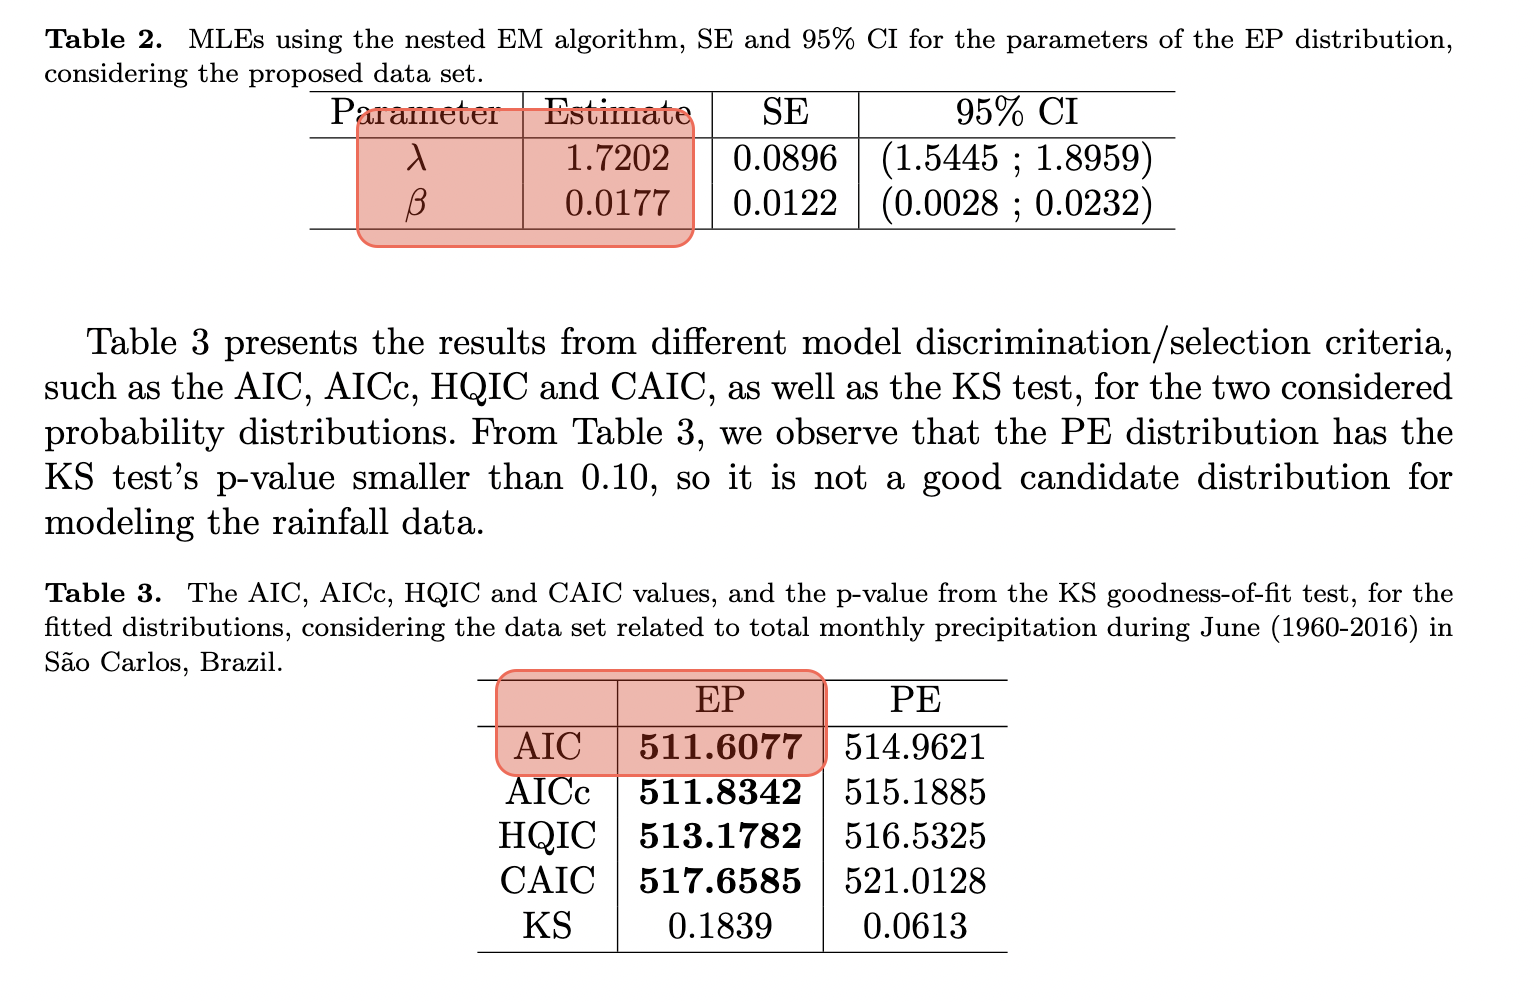 Table 2. MLEs using the nested EM algorithm, SE and 95% CI for the parameters of the EP distribution,
considering the proposed data set.
Parameter Estimate SE 95% CI
λ 1.7202 0.0896 (1.5445 ; 1.8959)
β 0.0177 0.0122 (0.0028 ; 0.0232)
Table 3 presents the results from different model discrimination/selection criteria,
such as the AIC, AICc, HQIC and CAIC, as well as the KS test, for the two considered
probability distributions. From Table 3, we observe that the PE distribution has the
KS test's p-value smaller than 0.10, so it is not a good candidate distribution for
modeling the rainfall data.
Table 3. The AIC, AICc, HQIC and CAIC values, and the p-value from the KS goodness-of-fit test, for the
fitted distributions, considering the data set related to total monthly precipitation during June (1960-2016) in
São Carlos, Brazil.
EP PE
AIC 511.6077 514.9621
AICc 511.8342 515.1885
HQIC 513.1782 516.5325
CAIC 517.6585 521.0128
KS 0.1839 0.0613